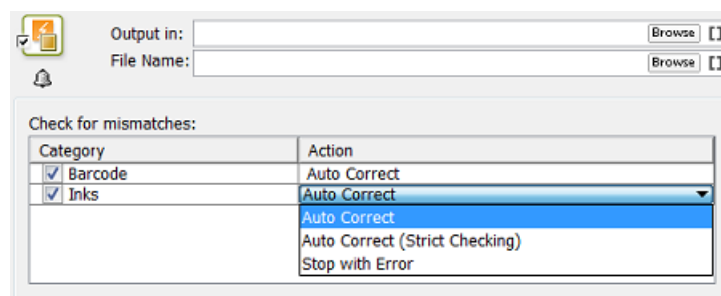 Output in: Browse []
File Name: Browse []
Check for mismatches:
Category Action
Barcode Auto Correct
Inks Auto Correct
Auto Correct
Auto Correct (Strict Checking)
Stop with Error